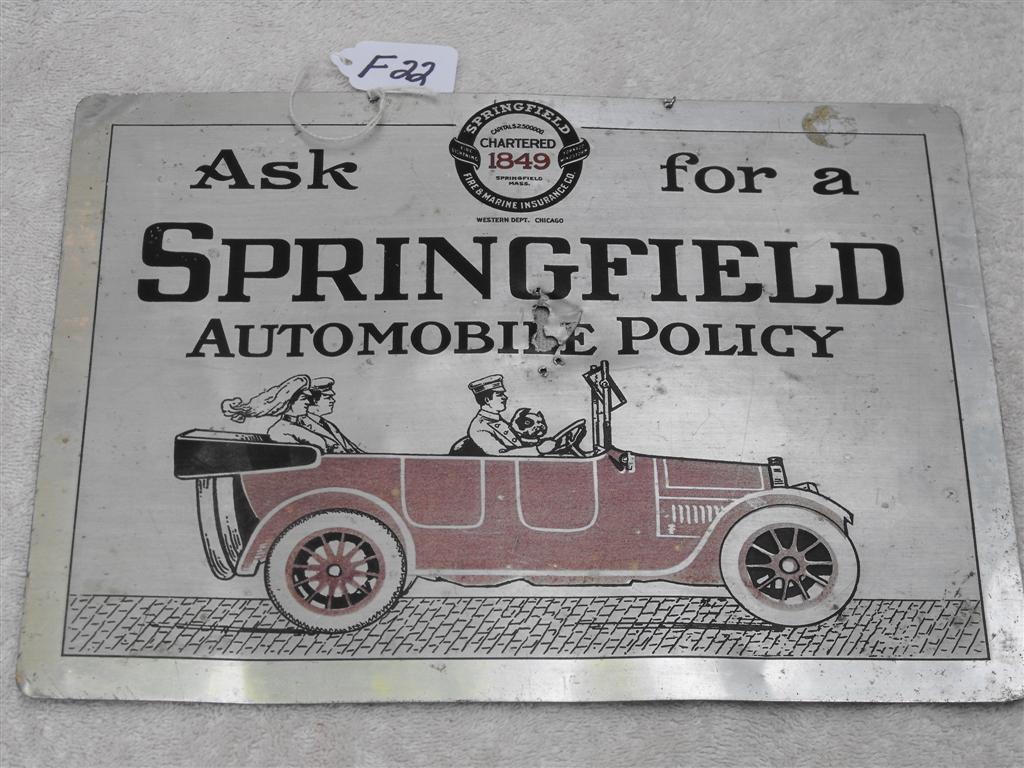 F22
SPRINGFIELD
CAPITAL $2,500,000
CHARTERED
1849
SPRINGFIELD
MASS.
FIRE & MARINE INSURANCE CO.
WESTERN DEPT. CHICAGO
Ask for a
SPRINGFIELD
AUTOMOBILE POLICY